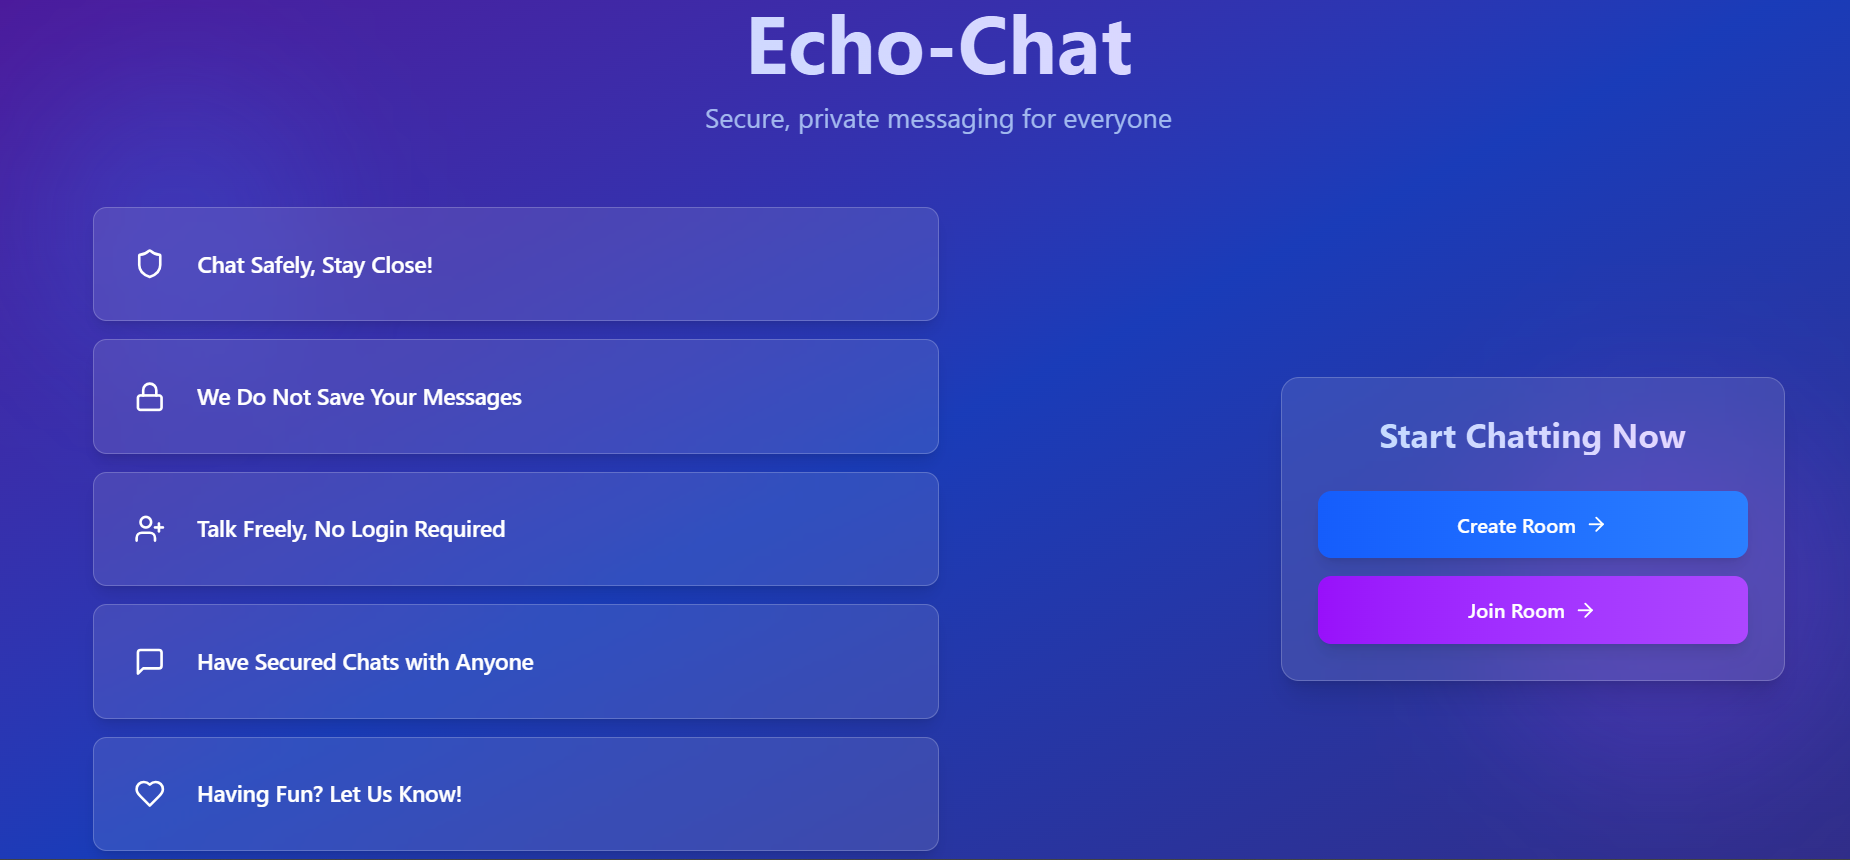 Echo-Chat
Secure, private messaging for everyone
Chat Safely, Stay Close!
We Do Not Save Your Messages
Talk Freely, No Login Required
Have Secured Chats with Anyone
Having Fun? Let Us Know!
Start Chatting Now
Create Room →
Join Room →